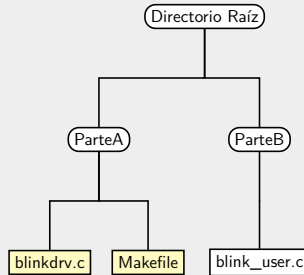 Directorio Raíz
ParteA
ParteB
blinkdrv.c
Makefile
blink_user.c